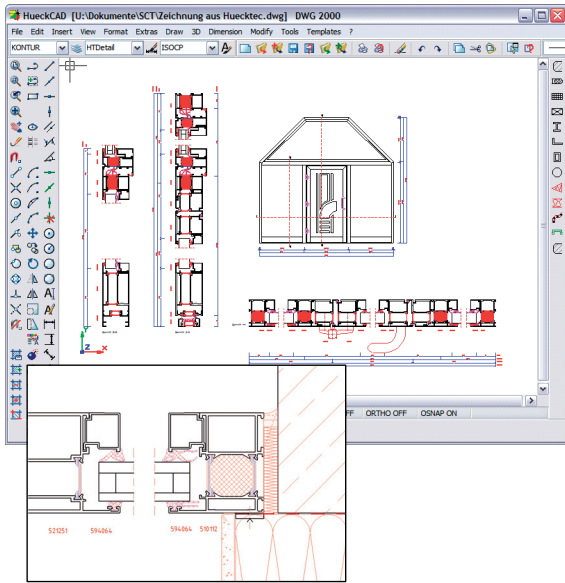 HueckCAD [U:\Dokumente\SCT\Zeichnung aus Huecktec.dwg] DWG 2000
File Edit Insert View Format Extras Draw 3D Dimension Modify Tools Templates ?
KONTUR HTDetail ISOCP
Y
Z X
FF ORTHO OFF OSNAP ON
521251 594064 594064 510112